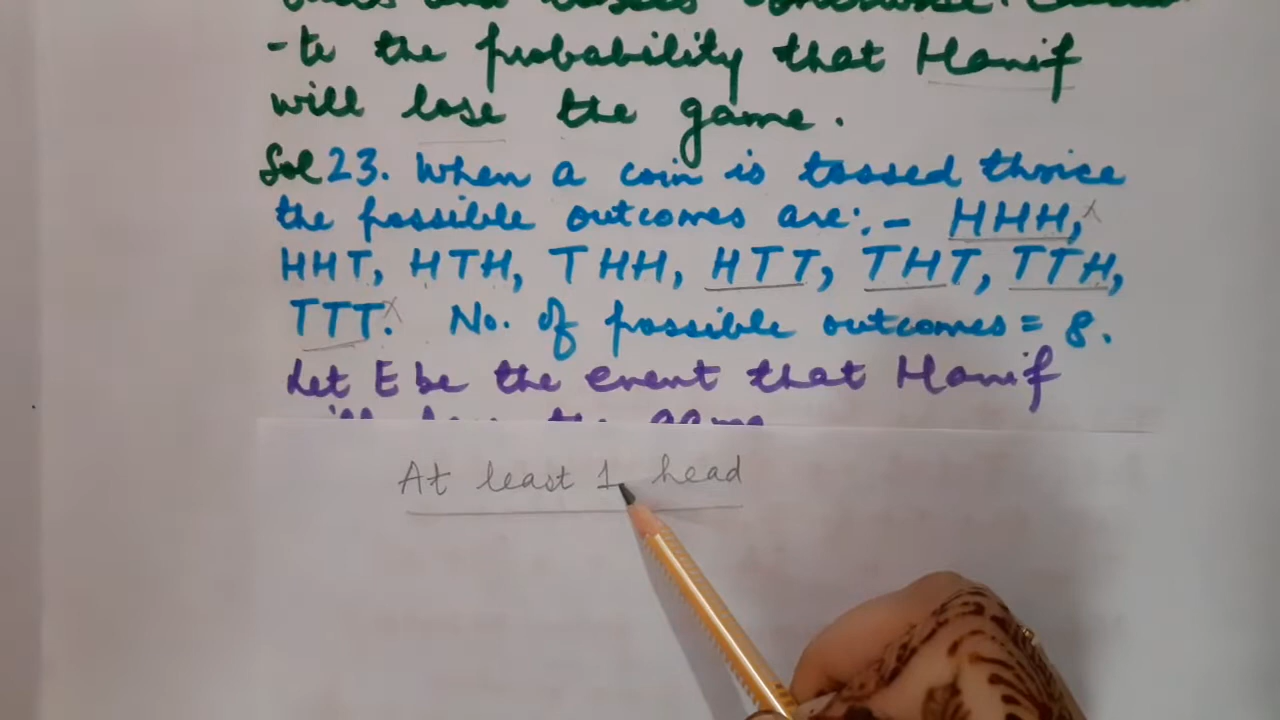 -te the probability that Hanif
will lose the game.
Sol 23. When a coin is tossed thrice
the possible outcomes are:- HHH,
HHT, HTH, THH, HTT, THT, TTH,
TTT. No. of possible outcomes = 8.
Let E be the event that Hanif
At least 1 head